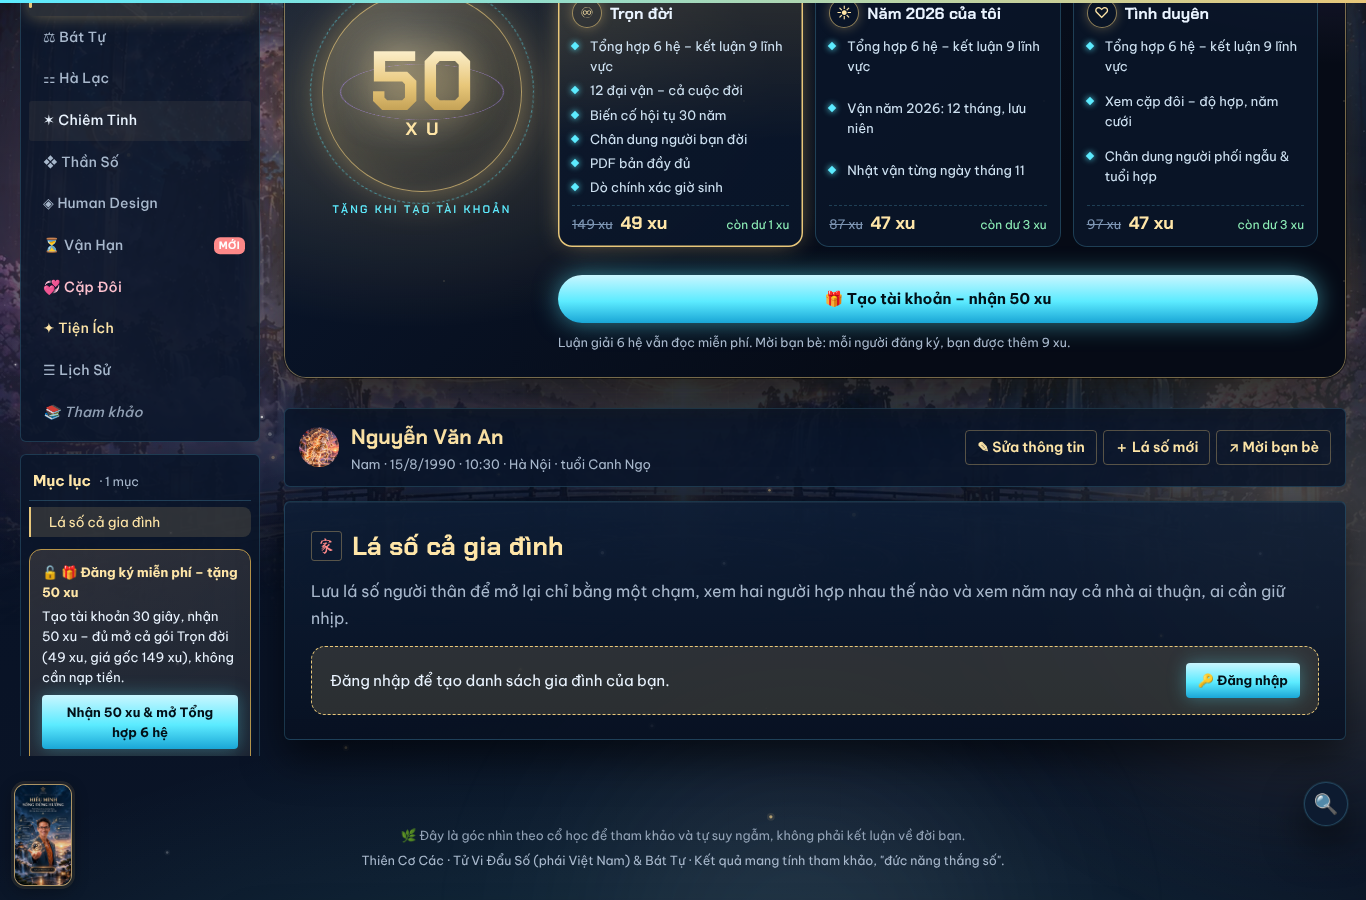 ⚖ Bát Tự
⚏ Hà Lạc
✶ Chiêm Tinh
❖ Thần Số
◈ Human Design
⏳ Vận Hạn
MỚI
💞 Cặp Đôi
✦ Tiện Ích
☰ Lịch Sử
📚 Tham khảo
Mục lục · 1 mục
Lá số cả gia đình
🔓 🎁 Đăng ký miễn phí – tặng
50 xu
Tạo tài khoản 30 giây, nhận
50 xu – đủ mở cả gói Trọn đời
(49 xu, giá gốc 149 xu), không
cần nạp tiền.
Nhận 50 xu & mở Tổng
hợp 6 hệ
50
XU
TẶNG KHI TẠO TÀI KHOẢN
♾ Trọn đời
Tổng hợp 6 hệ – kết luận 9 lĩnh
vực
12 đại vận – cả cuộc đời
Biến cố hội tụ 30 năm
Chân dung người bạn đời
PDF bản đầy đủ
Dò chính xác giờ sinh
149 xu 49 xu
còn dư 1 xu
☀ Năm 2026 của tôi
Tổng hợp 6 hệ – kết luận 9 lĩnh
vực
Vận năm 2026: 12 tháng, lưu
niên
Nhật vận từng ngày tháng 11
87 xu 47 xu
còn dư 3 xu
♡ Tình duyên
Tổng hợp 6 hệ – kết luận 9 lĩnh
vực
Xem cặp đôi – độ hợp, năm
cưới
Chân dung người phối ngẫu &
tuổi hợp
97 xu 47 xu
còn dư 3 xu
🎁 Tạo tài khoản – nhận 50 xu
Luận giải 6 hệ vẫn đọc miễn phí. Mời bạn bè: mỗi người đăng ký, bạn được thêm 9 xu.
Nguyễn Văn An
Nam · 15/8/1990 · 10:30 · Hà Nội · tuổi Canh Ngọ
✎ Sửa thông tin
+ Lá số mới
↗ Mời bạn bè
家 Lá số cả gia đình
Lưu lá số người thân để mở lại chỉ bằng một chạm, xem hai người hợp nhau thế nào và xem năm nay cả nhà ai thuận, ai cần giữ
nhịp.
Đăng nhập để tạo danh sách gia đình của bạn.
🔑 Đăng nhập
🌿 Đây là góc nhìn theo cổ học để tham khảo và tự suy ngẫm, không phải kết luận về đời bạn.
Thiên Cơ Các · Tử Vi Đẩu Số (phái Việt Nam) & Bát Tự · Kết quả mang tính tham khảo, "đức năng thắng số".